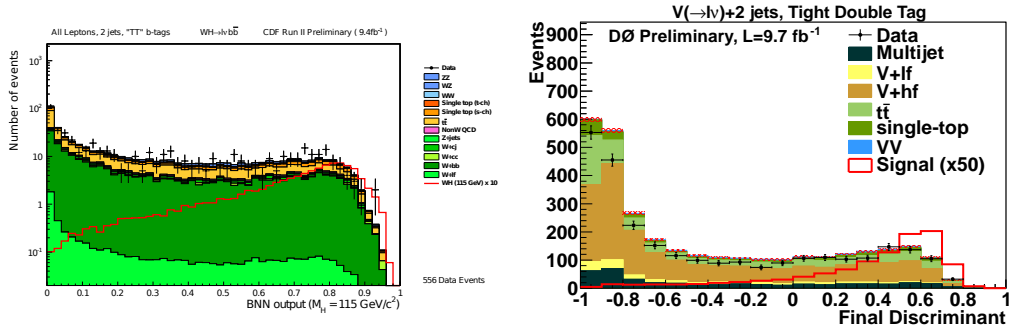 All Leptons, 2 jets, "TT" b-tags WH→lνbb̄ CDF Run II Preliminary (9.4fb⁻¹)
Number of events
10³
10²
10
1
10⁻¹
0 0.1 0.2 0.3 0.4 0.5 0.6 0.7 0.8 0.9 1
BNN output (M_H = 115 GeV/c²)
Data
ZZ
WZ
WW
Single top (t-ch)
Single top (s-ch)
tt̄
NonW QCD
Z+jets
W+cj
W+cc
W+bb
W+lf
WH (115 GeV) x 10
556 Data Events
V(→lν)+2 jets, Tight Double Tag
DØ Preliminary, L=9.7 fb⁻¹
Events
900
800
700
600
500
400
300
200
100
0
-1 -0.8 -0.6 -0.4 -0.2 0 0.2 0.4 0.6 0.8 1
Final Discriminant
Data
Multijet
V+lf
V+hf
tt̄
single-top
VV
Signal (x50)